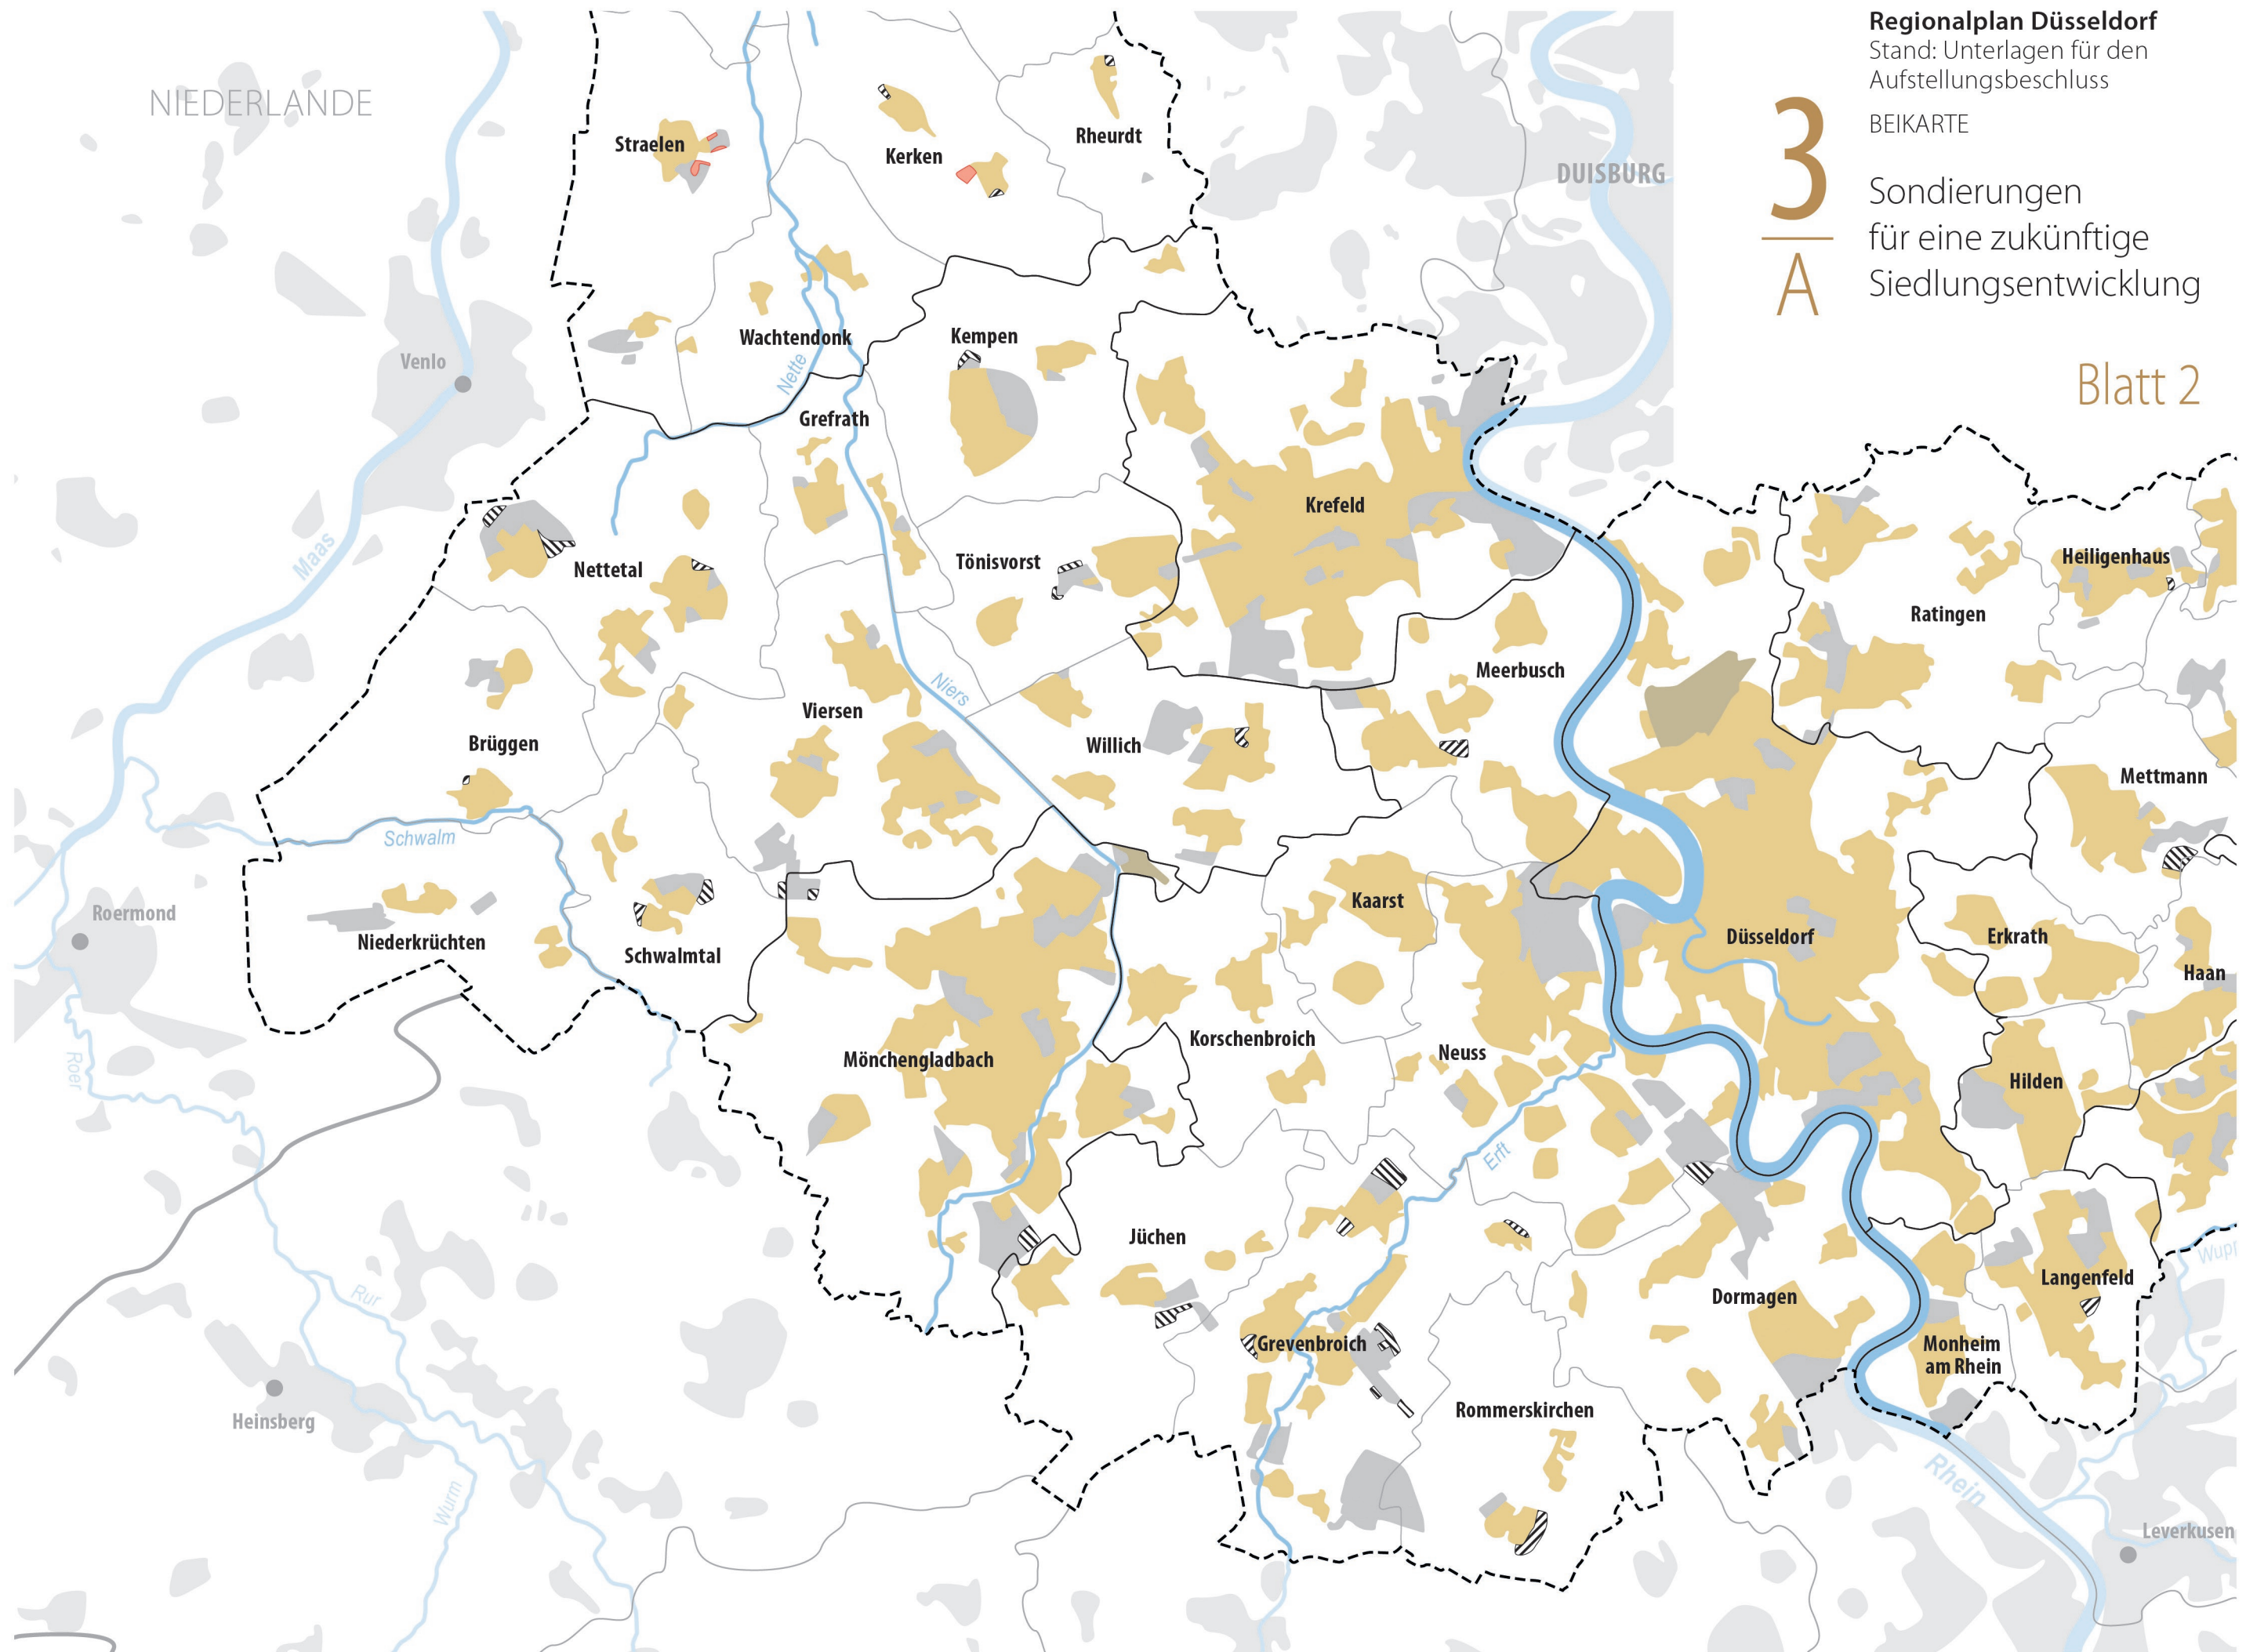 Regionalplan Düsseldorf
Stand: Unterlagen für den
Aufstellungsbeschluss
BEIKARTE
3
A
Sondierungen
für eine zukünftige
Siedlungsentwicklung
Blatt 2
NIEDERLANDE
DUISBURG
Straelen
Kerken
Rheurdt
Venlo
Wachtendonk
Nette
Kempen
Grefrath
Krefeld
Maas
Nettetal
Tönisvorst
Heiligenhaus
Ratingen
Meerbusch
Niers
Viersen
Brüggen
Willich
Mettmann
Schwalm
Kaarst
Roermond
Niederkrüchten
Schwalmtal
Düsseldorf
Erkrath
Haan
Roer
Mönchengladbach
Korschenbroich
Neuss
Hilden
Erft
Jüchen
Rur
Wupp
Langenfeld
Dormagen
Grevenbroich
Monheim
am Rhein
Heinsberg
Rommerskirchen
Wurm
Rhein
Leverkusen